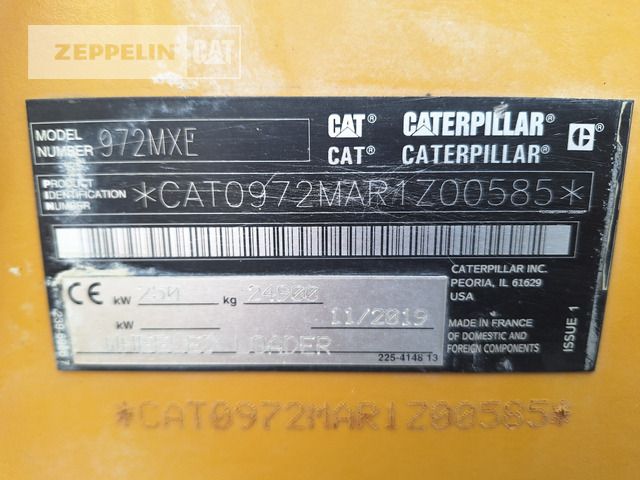 ZEPPELIN CAT
MODEL NUMBER 972MXE
CAT® CATERPILLAR®
CAT® CATERPILLAR®
PRODUCT IDENTIFICATION NUMBER *CAT0972MAR1Z00585*
CATERPILLAR INC.
PEORIA, IL 61629
USA
CE kW 250 kg 24900
kW 11/2019
LOADER
225-4148 13
MADE IN FRANCE
OF DOMESTIC AND
FOREIGN COMPONENTS
ISSUE 1
*CAT0972MAR1Z00585*